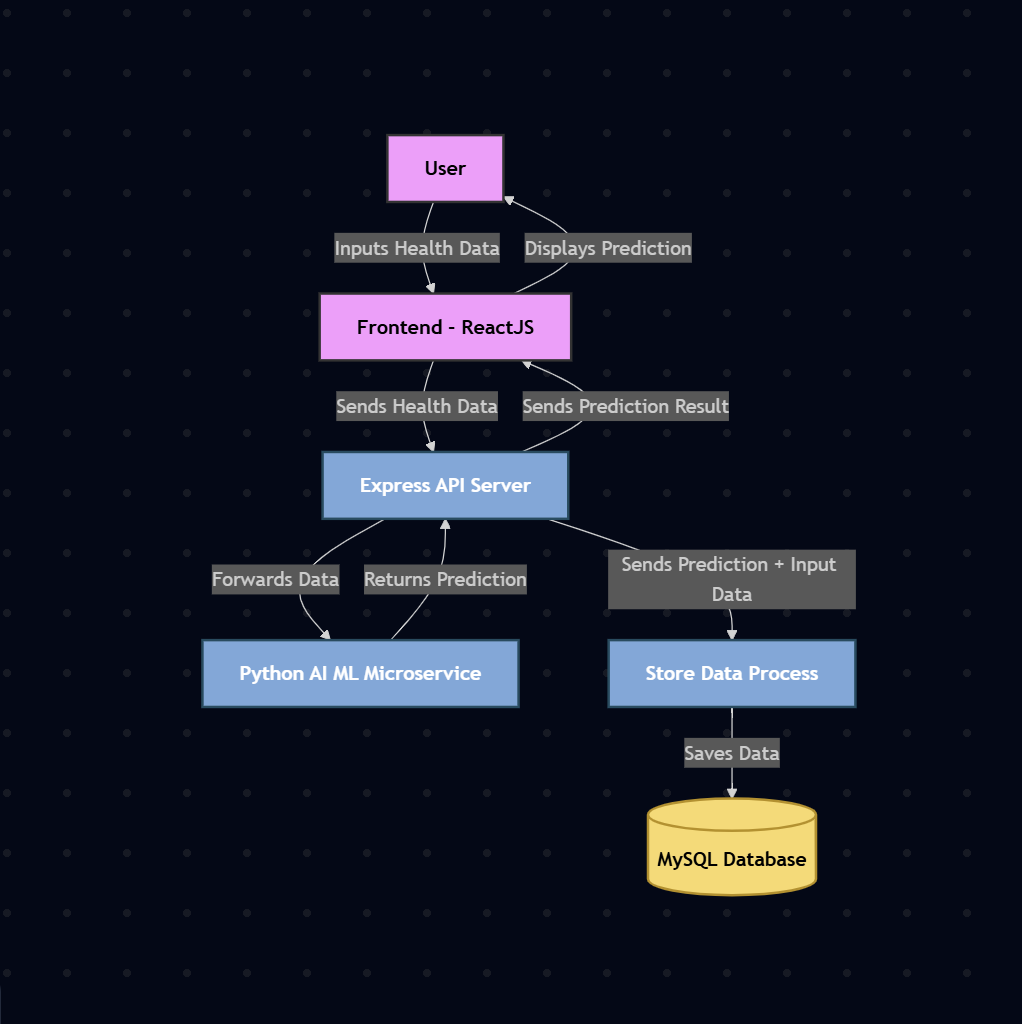 User
Inputs Health Data
Displays Prediction
Frontend - ReactJS
Sends Health Data
Sends Prediction Result
Express API Server
Forwards Data
Returns Prediction
Sends Prediction + Input
Data
Python AI ML Microservice
Store Data Process
Saves Data
MySQL Database